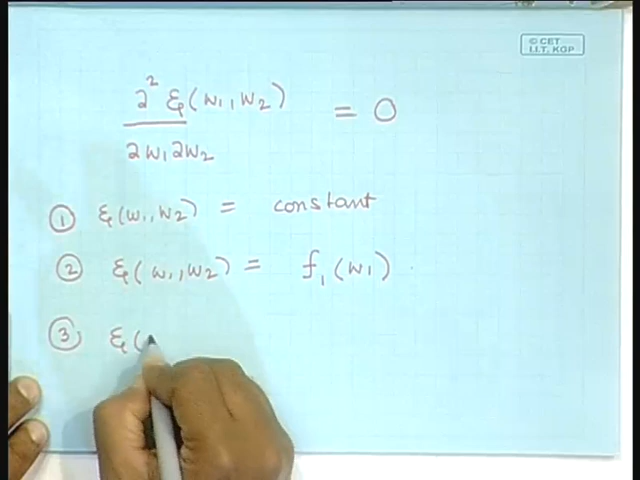 © CET
I.I.T. KGP
∂² ξ(w₁, w₂) / ∂w₁ ∂w₂ = 0
① ξ(w₁, w₂) = constant
② ξ(w₁, w₂) = f₁(w₁)
③ ξ(